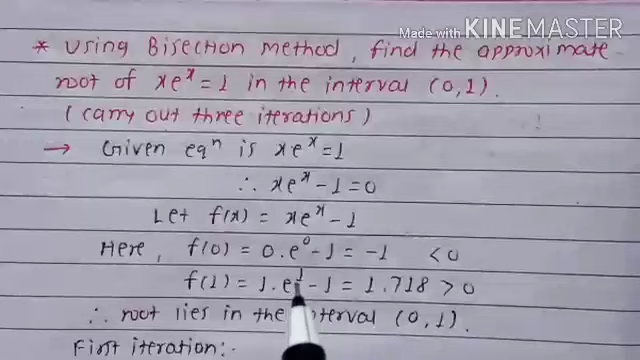 Made with KINEMASTER
* Using Bisection method, find the approximate
root of xe^x = 1 in the interval (0,1).
(carry out three iterations)
→ Given eqⁿ is xe^x = 1
∴ xe^x - 1 = 0
Let f(x) = xe^x - 1
Here, f(0) = 0.e^0 - 1 = -1 < 0
f(1) = 1.e^1 - 1 = 1.718 > 0
∴ root lies in the interval (0,1).
First iteration:-